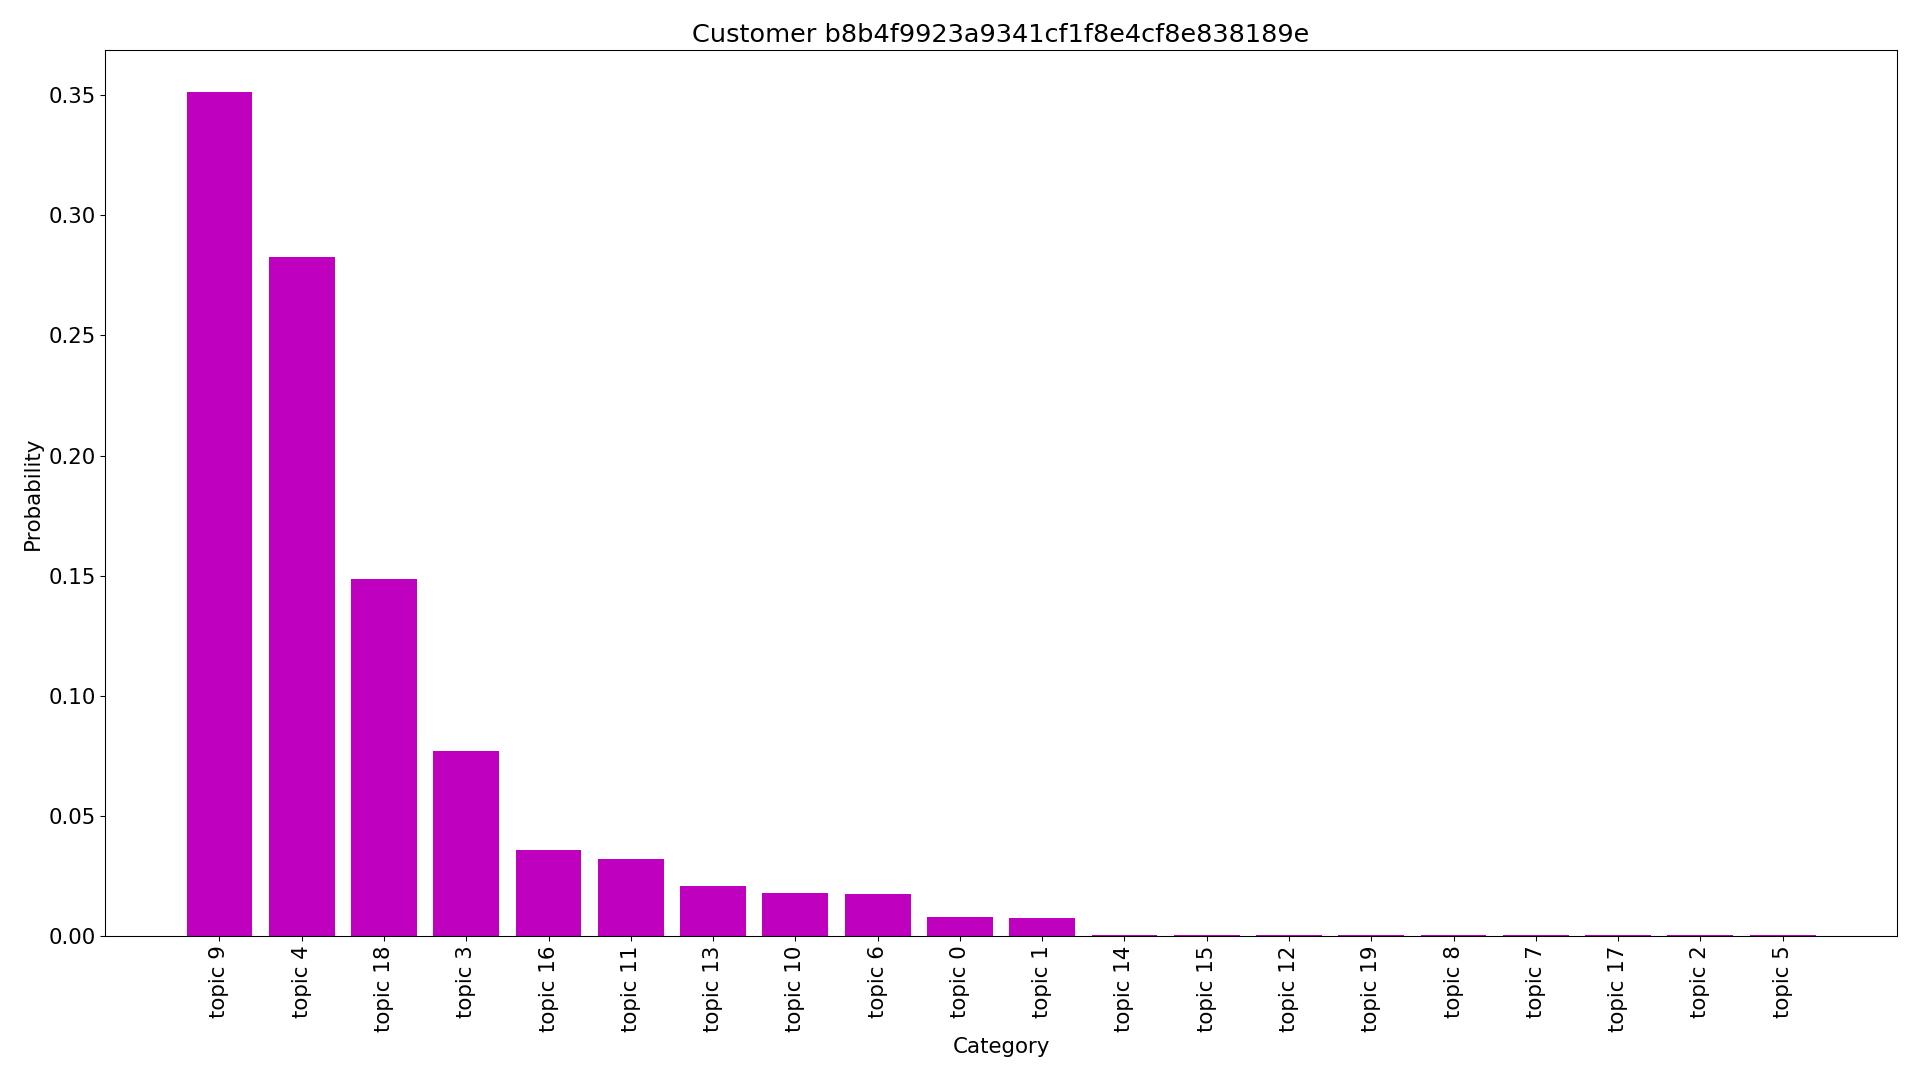 Customer b8b4f9923a9341cf1f8e4cf8e838189e
Probability
0.35
0.30
0.25
0.20
0.15
0.10
0.05
0.00
topic 9
topic 4
topic 18
topic 3
topic 16
topic 11
topic 13
topic 10
topic 6
topic 0
topic 1
topic 14
topic 15
topic 12
topic 19
topic 8
topic 7
topic 17
topic 2
topic 5
Category